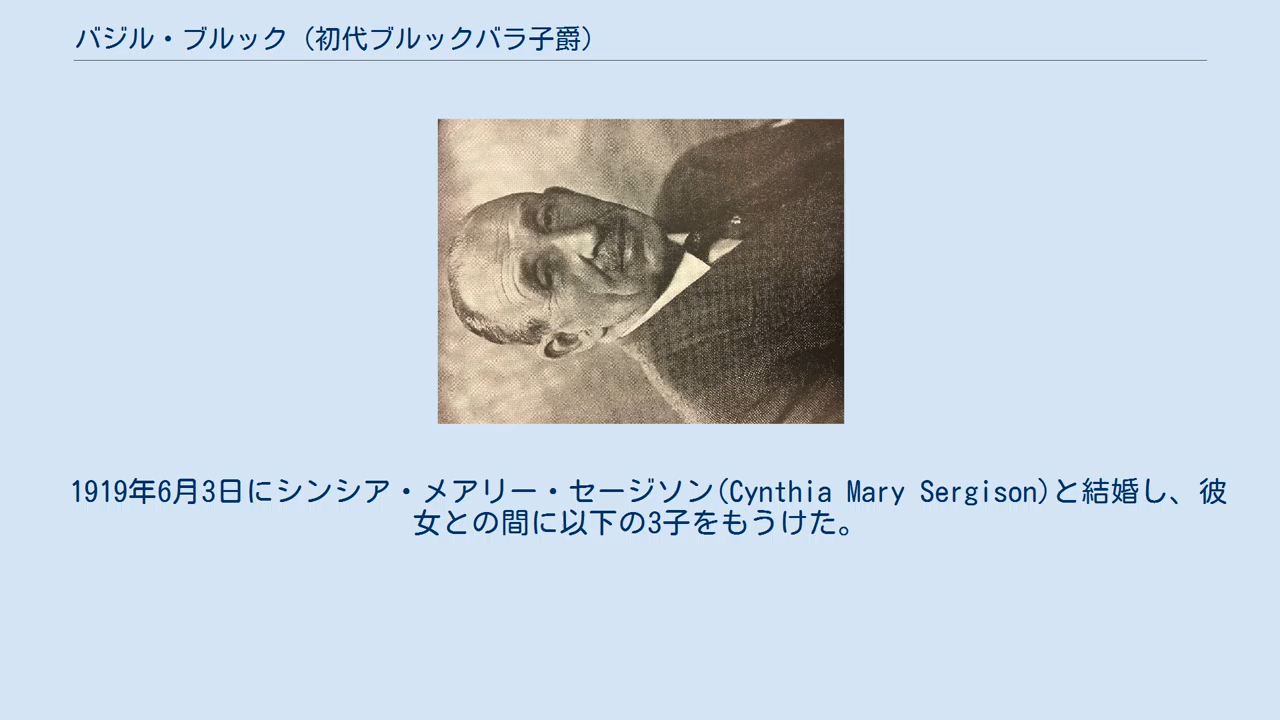 バジル・ブルック（初代ブルックバラ子爵）
1919年6月3日にシンシア・メアリー・セージソン(Cynthia Mary Sergison)と結婚し、彼
女との間に以下の3子をもうけた。